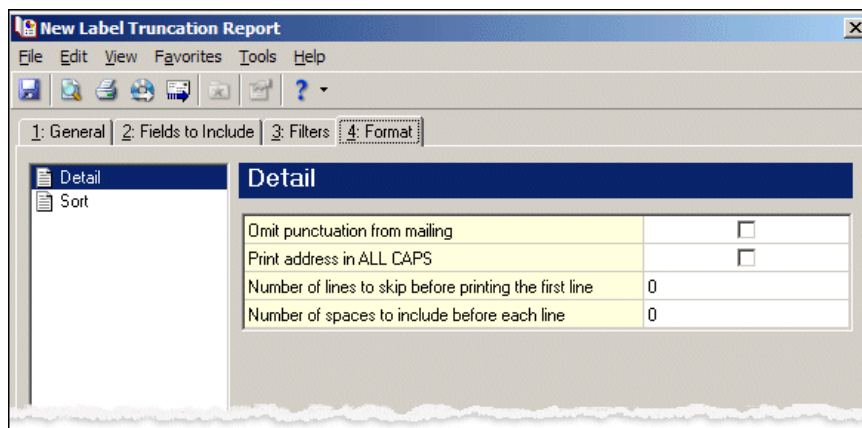 New Label Truncation Report
File Edit View Favorites Tools Help
1: General 2: Fields to Include 3: Filters 4: Format
Detail
Sort
Detail
Omit punctuation from mailing
Print address in ALL CAPS
Number of lines to skip before printing the first line 0
Number of spaces to include before each line 0